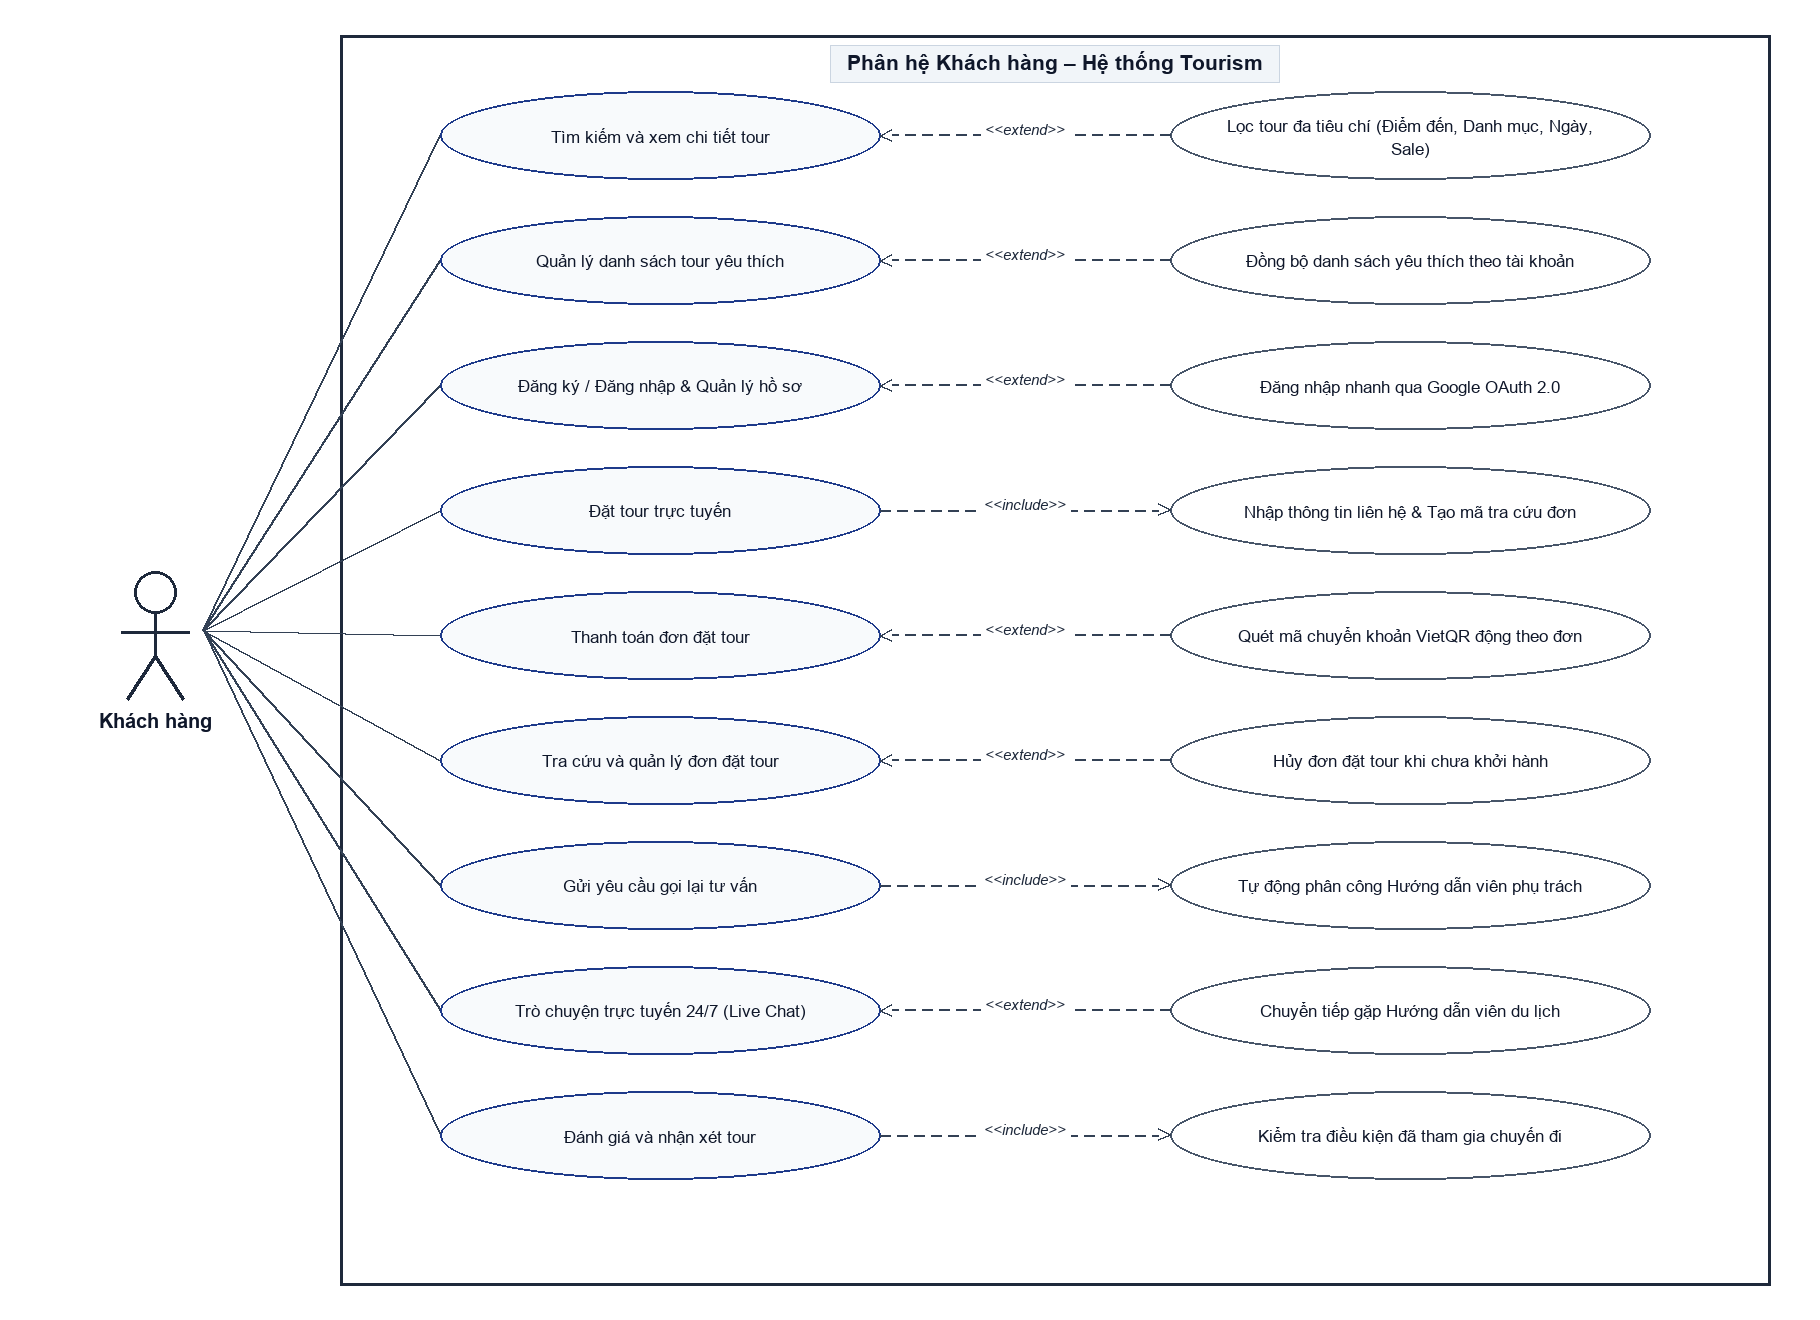 Phân hệ Khách hàng – Hệ thống Tourism
Tìm kiếm và xem chi tiết tour
<<extend>>
Lọc tour đa tiêu chí (Điểm đến, Danh mục, Ngày,
Sale)
Quản lý danh sách tour yêu thích
<<extend>>
Đồng bộ danh sách yêu thích theo tài khoản
Đăng ký / Đăng nhập & Quản lý hồ sơ
<<extend>>
Đăng nhập nhanh qua Google OAuth 2.0
Đặt tour trực tuyến
<<include>>
Nhập thông tin liên hệ & Tạo mã tra cứu đơn
Thanh toán đơn đặt tour
<<extend>>
Quét mã chuyển khoản VietQR động theo đơn
Khách hàng
Tra cứu và quản lý đơn đặt tour
<<extend>>
Hủy đơn đặt tour khi chưa khởi hành
Gửi yêu cầu gọi lại tư vấn
<<include>>
Tự động phân công Hướng dẫn viên phụ trách
Trò chuyện trực tuyến 24/7 (Live Chat)
<<extend>>
Chuyển tiếp gặp Hướng dẫn viên du lịch
Đánh giá và nhận xét tour
<<include>>
Kiểm tra điều kiện đã tham gia chuyến đi